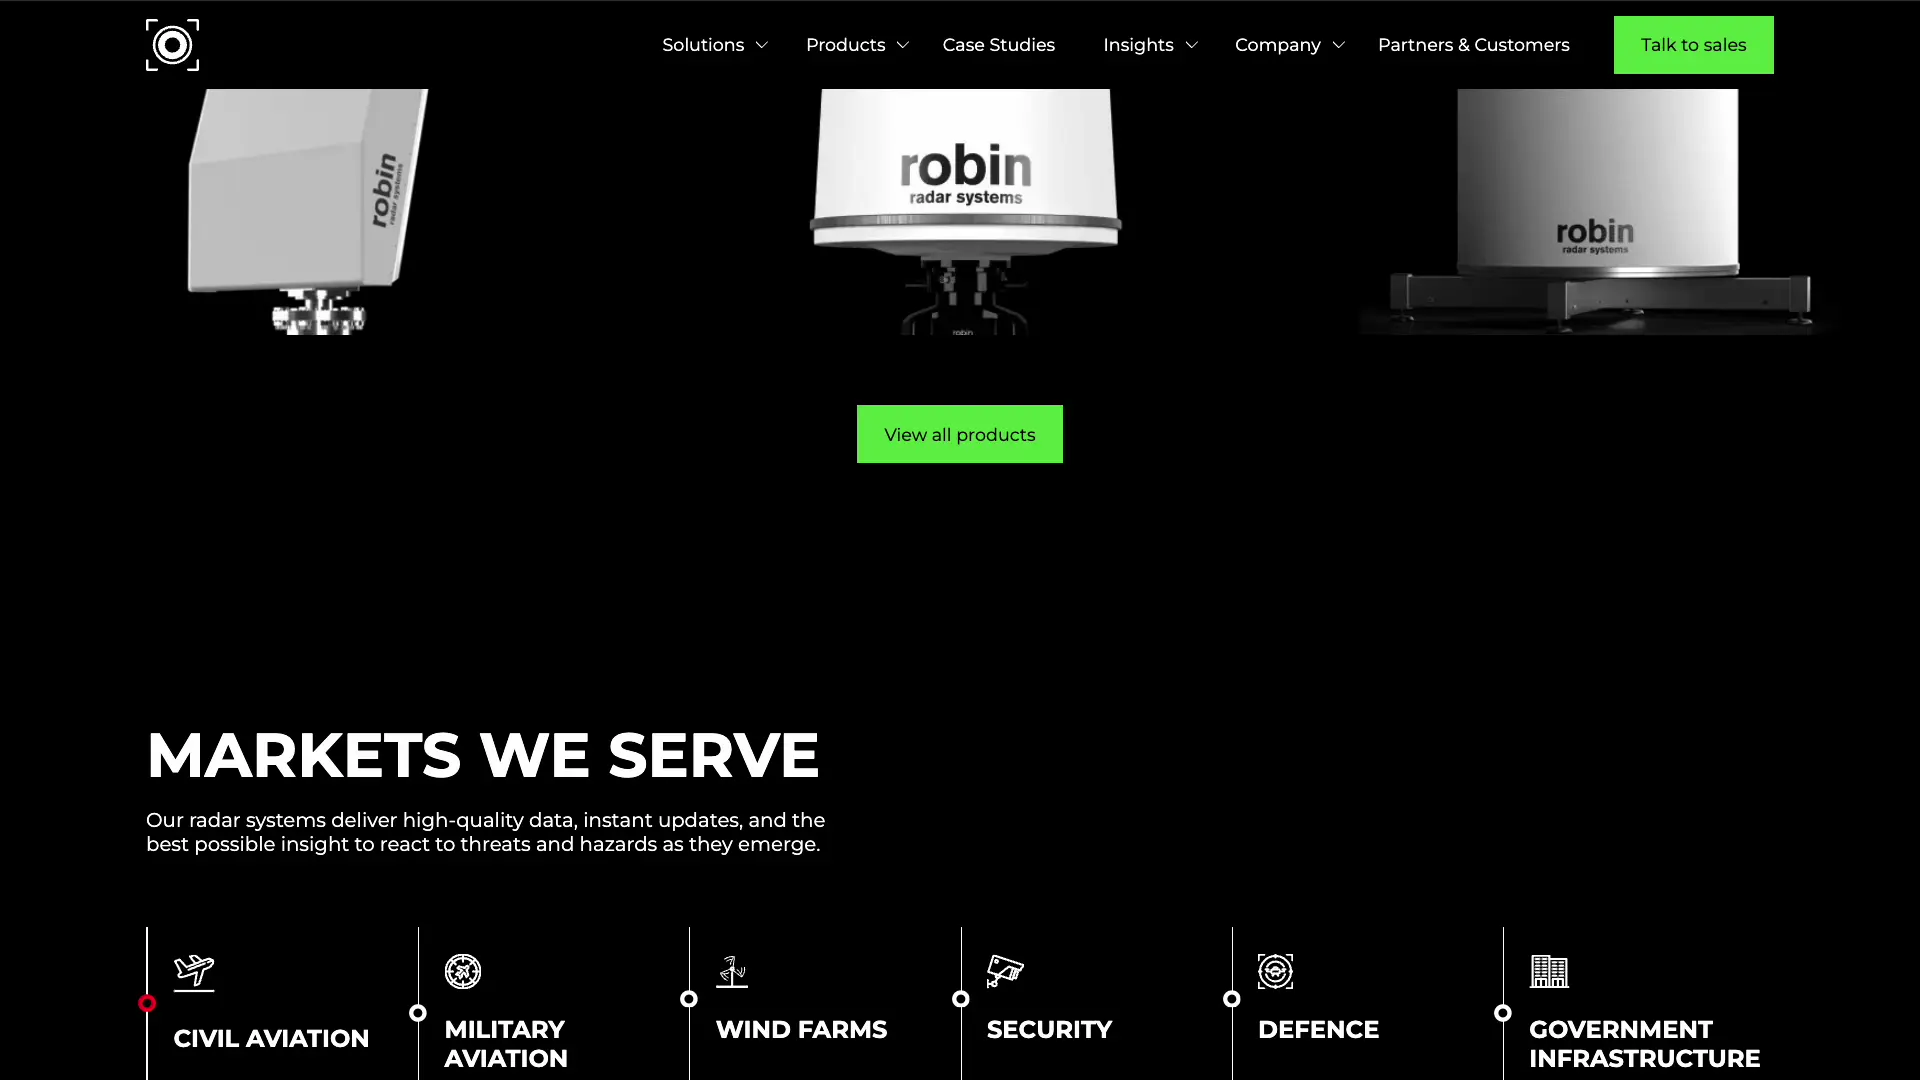 Solutions
Products
Case Studies
Insights
Company
Partners & Customers
Talk to sales
robin
radar systems
robin
radar systems
robin
robin
radar systems
View all products
MARKETS WE SERVE
Our radar systems deliver high-quality data, instant updates, and the
best possible insight to react to threats and hazards as they emerge.
CIVIL AVIATION
MILITARY
AVIATION
WIND FARMS
SECURITY
DEFENCE
GOVERNMENT
INFRASTRUCTURE